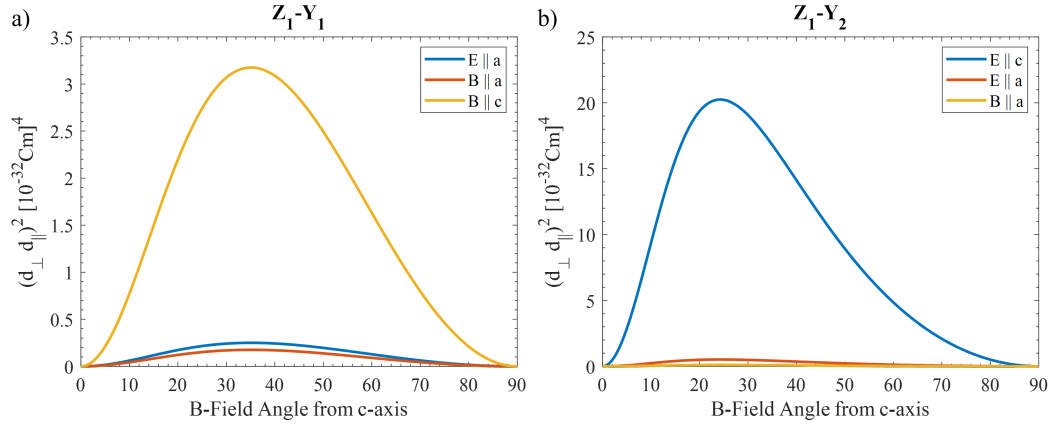 a)
Z₁-Y₁
(d⊥ d∥)² [10⁻³²Cm]⁴
3.5
3
2.5
2
1.5
1
0.5
0
E || a
B || a
B || c
0 10 20 30 40 50 60 70 80 90
B-Field Angle from c-axis
b)
Z₁-Y₂
(d⊥ d∥)² [10⁻³²Cm]⁴
25
20
15
10
5
0
E || c
E || a
B || a
0 10 20 30 40 50 60 70 80 90
B-Field Angle from c-axis